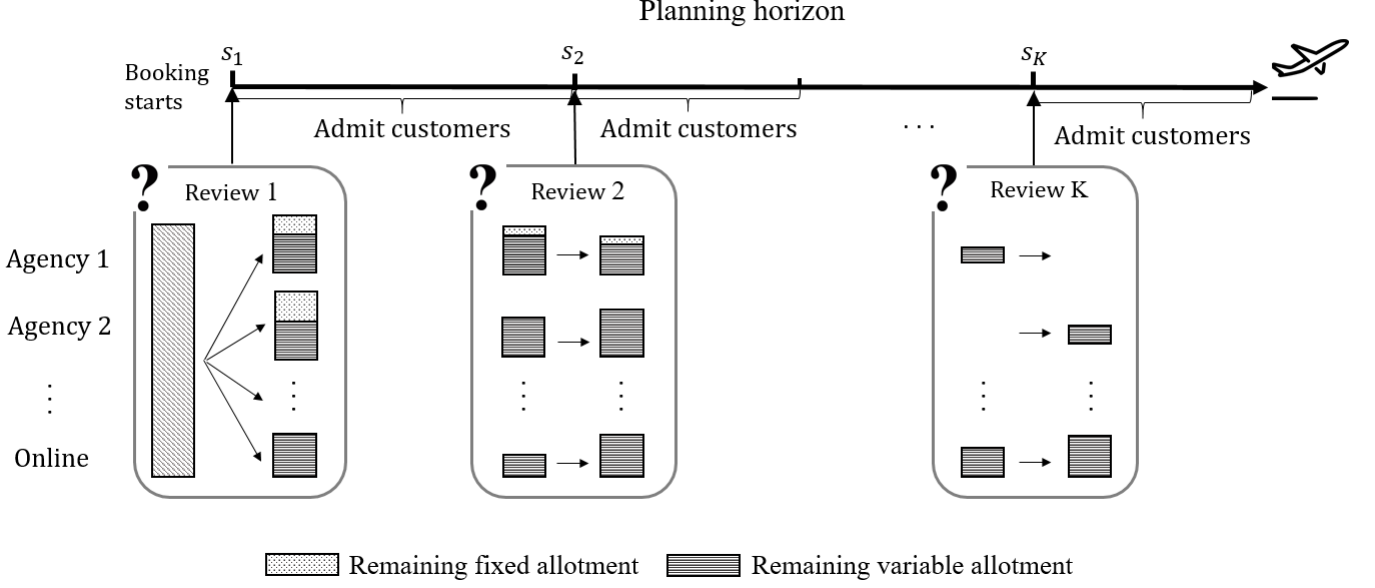 Planning horizon
Booking
starts
s₁
s₂
s_K
Admit customers
Admit customers
. . .
Admit customers
?
Review 1
?
Review 2
?
Review K
Agency 1
Agency 2
Online
Remaining fixed allotment
Remaining variable allotment